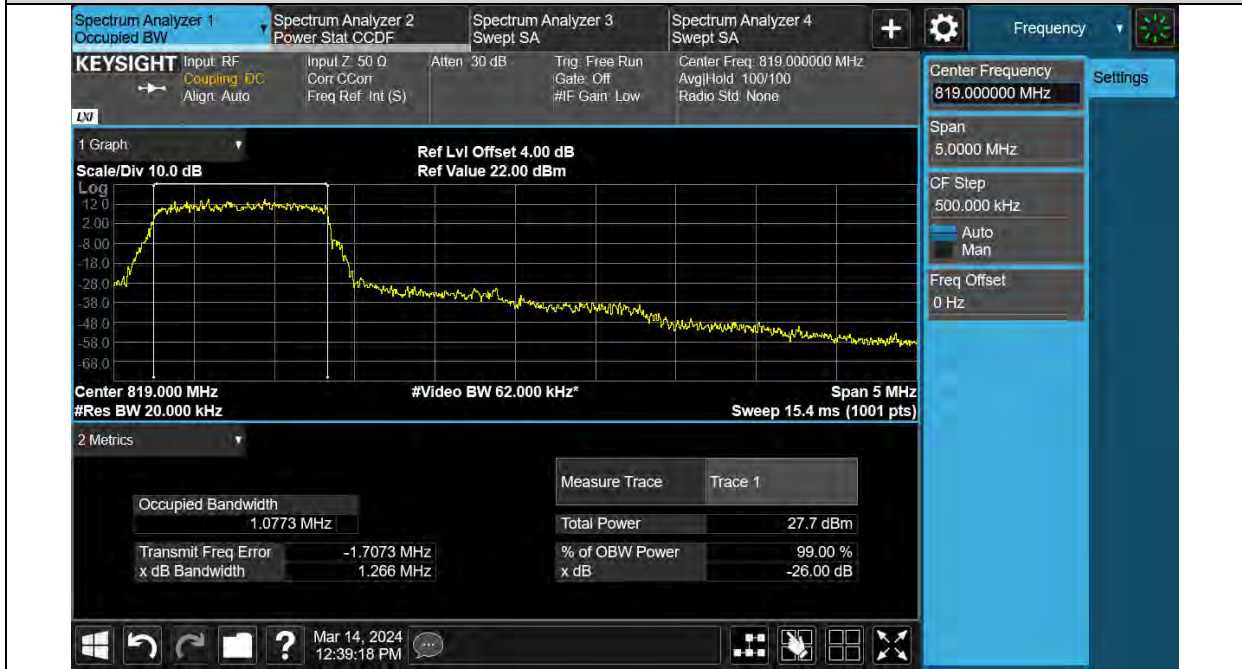 Spectrum Analyzer 1
Occupied BW
Spectrum Analyzer 2
Power Stat CCDF
Spectrum Analyzer 3
Swept SA
Spectrum Analyzer 4
Swept SA
+
Frequency
KEYSIGHT
Input: RF
Coupling: DC
Align: Auto
Input Z: 50 Ω
Corr CCorr
Freq Ref: Int (S)
Atten: 30 dB
Trig: Free Run
Gate: Off
#IF Gain: Low
Center Freq: 819.000000 MHz
Avg|Hold: 100/100
Radio Std: None
LXI
Center Frequency
819.000000 MHz
Settings
Span
5.0000 MHz
CF Step
500.000 kHz
Auto
Man
Freq Offset
0 Hz
1 Graph
Scale/Div 10.0 dB
Ref Lvl Offset 4.00 dB
Ref Value 22.00 dBm
Log
12.0
2.00
-8.00
-18.0
-28.0
-38.0
-48.0
-58.0
-68.0
Center 819.000 MHz
#Video BW 62.000 kHz*
Span 5 MHz
#Res BW 20.000 kHz
Sweep 15.4 ms (1001 pts)
2 Metrics
Measure Trace
Trace 1
Occupied Bandwidth
1.0773 MHz
Total Power
27.7 dBm
Transmit Freq Error
-1.7073 MHz
% of OBW Power
99.00 %
x dB Bandwidth
1.266 MHz
x dB
-26.00 dB
?
Mar 14, 2024
12:39:18 PM